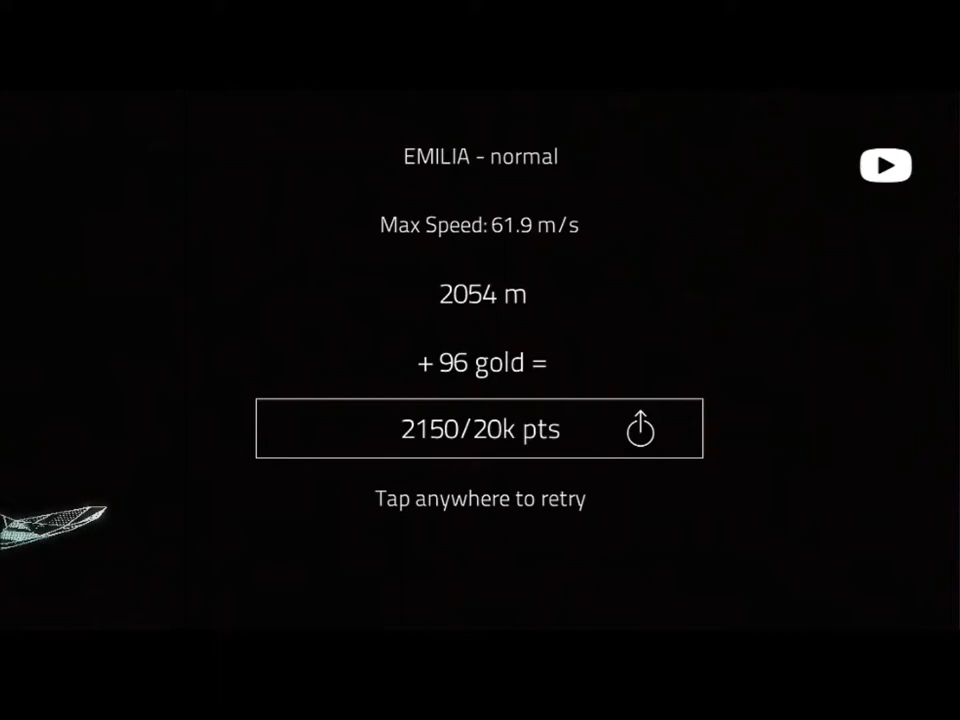 EMILIA - normal
Max Speed: 61.9 m/s
2054 m
+ 96 gold =
2150/20k pts
Tap anywhere to retry